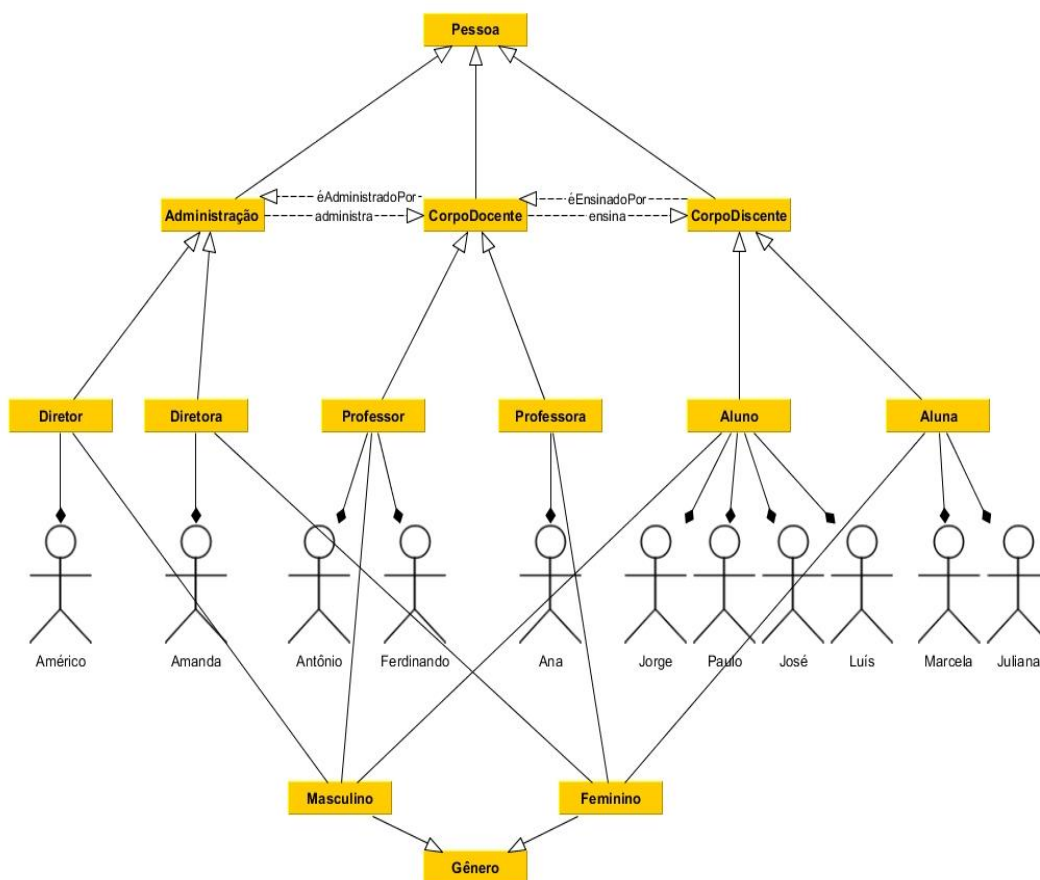 Pessoa
éAdministradoPor
éEnsinadoPor
Administração
administra
CorpoDocente
ensina
CorpoDiscente
Diretor
Diretora
Professor
Professora
Aluno
Aluna
Américo
Amanda
Antônio
Ferdinando
Ana
Jorge
Paulo
José
Luís
Marcela
Juliana
Masculino
Feminino
Gênero